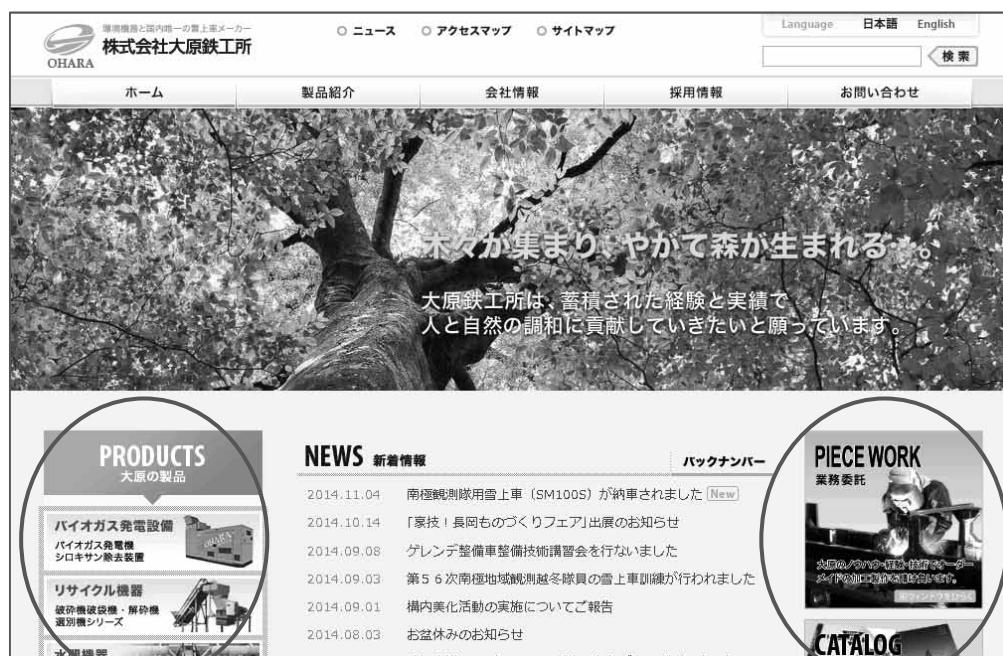 環境機器と国内唯一の雪上車メーカー
株式会社大原鉄工所
OHARA
ニュース
アクセスマップ
サイトマップ
Language 日本語 English
検索
ホーム
製品紹介
会社情報
採用情報
お問い合わせ
木々が集まり、やがて森が生まれる…。
大原鉄工所は、蓄積された経験と実績で
人と自然の調和に貢献していきたいと願っています。
PRODUCTS
大原の製品
バイオガス発電設備
バイオガス発電機
シロキサン除去装置
リサイクル機器
破砕機破袋機・解砕機
選別機シリーズ
水処理機器
NEWS 新着情報
バックナンバー
2014.11.04 南極観測隊用雪上車（SM100S）が納車されました New
2014.10.14 「豪技！長岡ものづくりフェア」出展のお知らせ
2014.09.08 ゲレンデ整備車整備技術講習会を行ないました
2014.09.03 第56次南極地域観測越冬隊員の雪上車訓練が行われました
2014.09.01 構内美化活動の実施についてご報告
2014.08.03 お盆休みのお知らせ
PIECE WORK
業務委託
大原のノウハウ・経験・技術でオーダー
メイドの加工製作を請け負います。
別ウィンドウをひらく
CATALOG